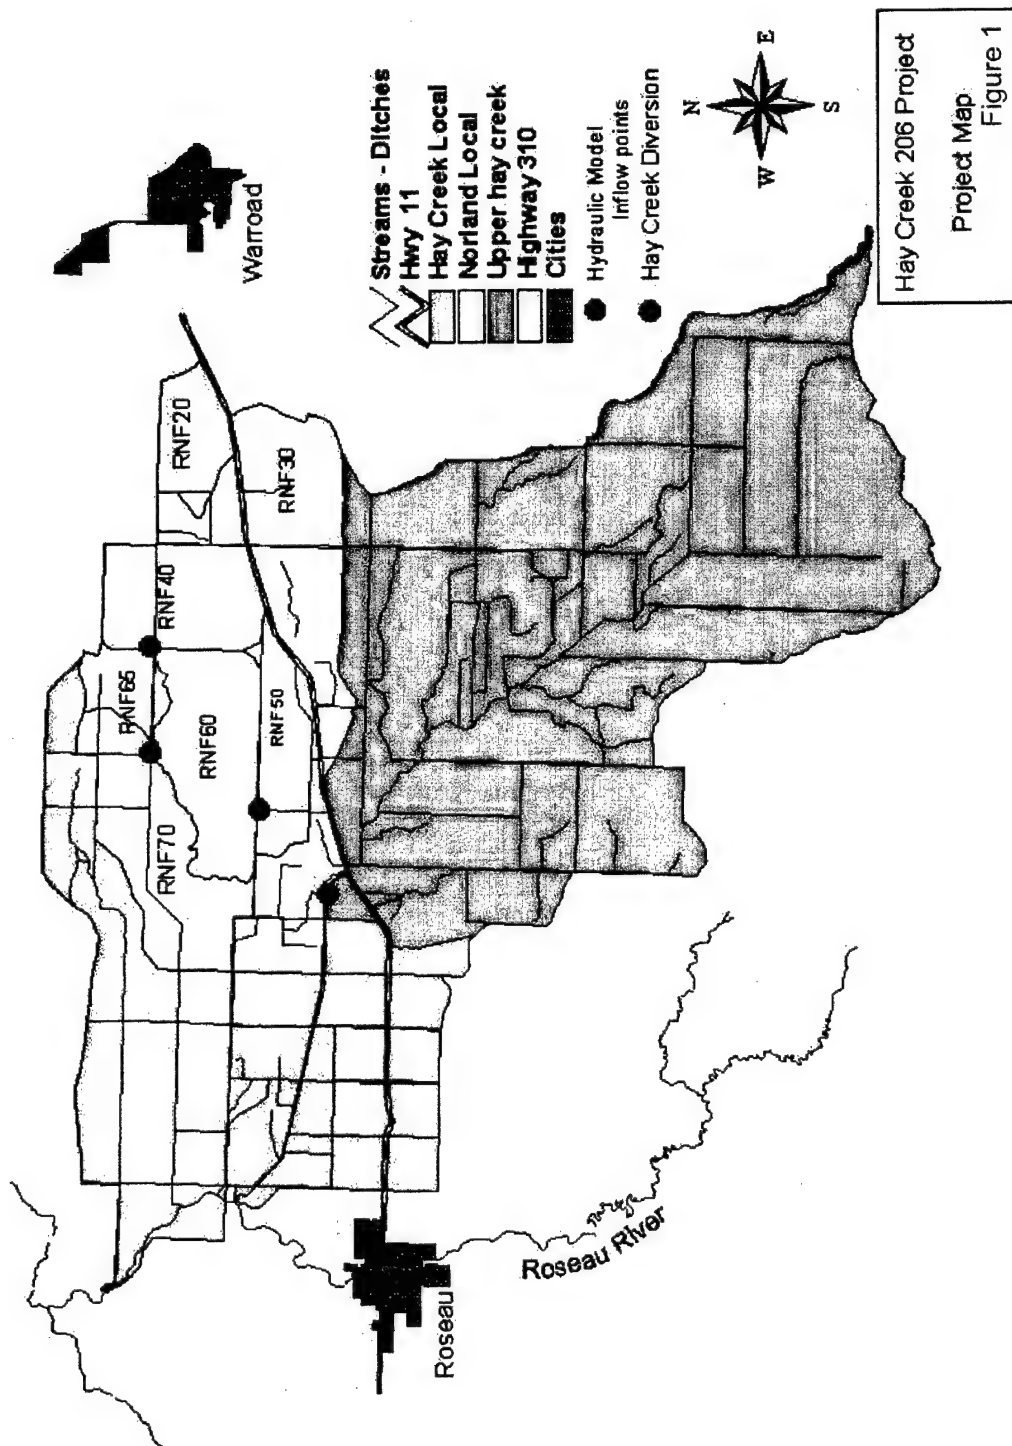 Warroad
RNF20
RNF30
RNF40
RNF65
RNF60
RNF50
RNF70
Roseau
Roseau River
Streams - Ditches
Hwy 11
Hay Creek Local
Norland Local
Upper hay creek
Highway 310
Cities
Hydraulic Model
Inflow points
Hay Creek Diversion
N
W
E
S
Hay Creek 206 Project
Project Map
Figure 1